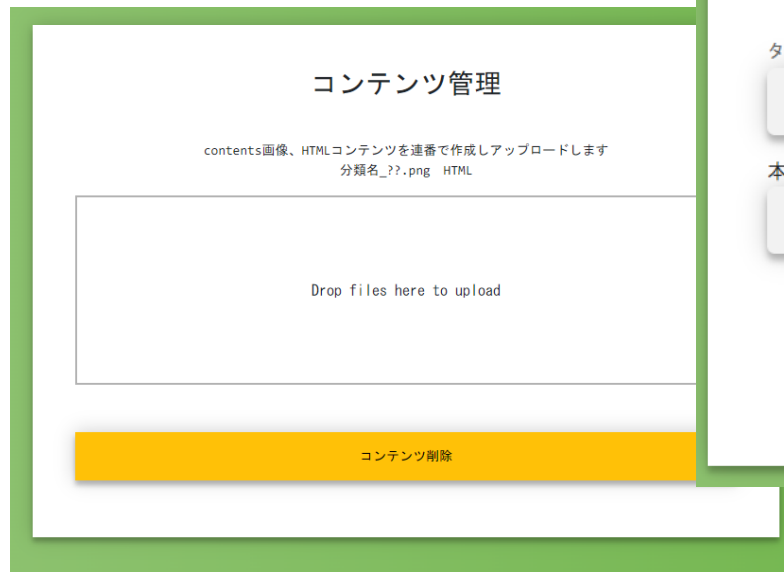 コンテンツ管理
contents画像、HTMLコンテンツを連番で作成しアップロードします
分類名_??.png HTML
Drop files here to upload
コンテンツ削除
タ
本